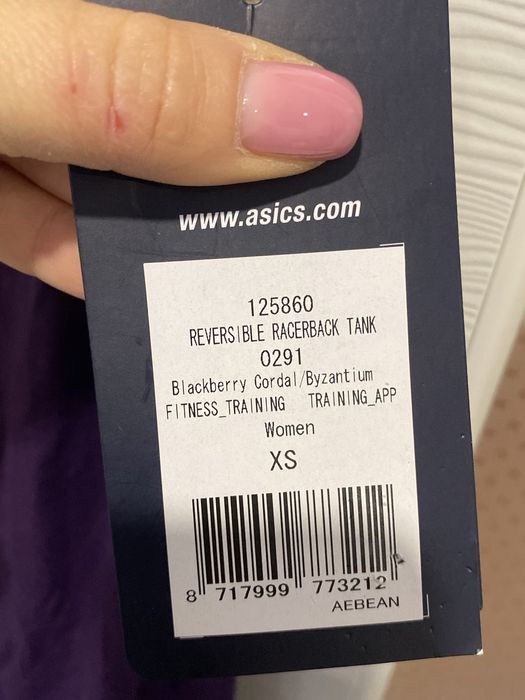 www.asics.com
125860
REVERSIBLE RACERBACK TANK
0291
Blackberry Cordal/Byzantium
FITNESS_TRAINING TRAINING_APP
Women
XS
8 717999 773212
AEBEAN